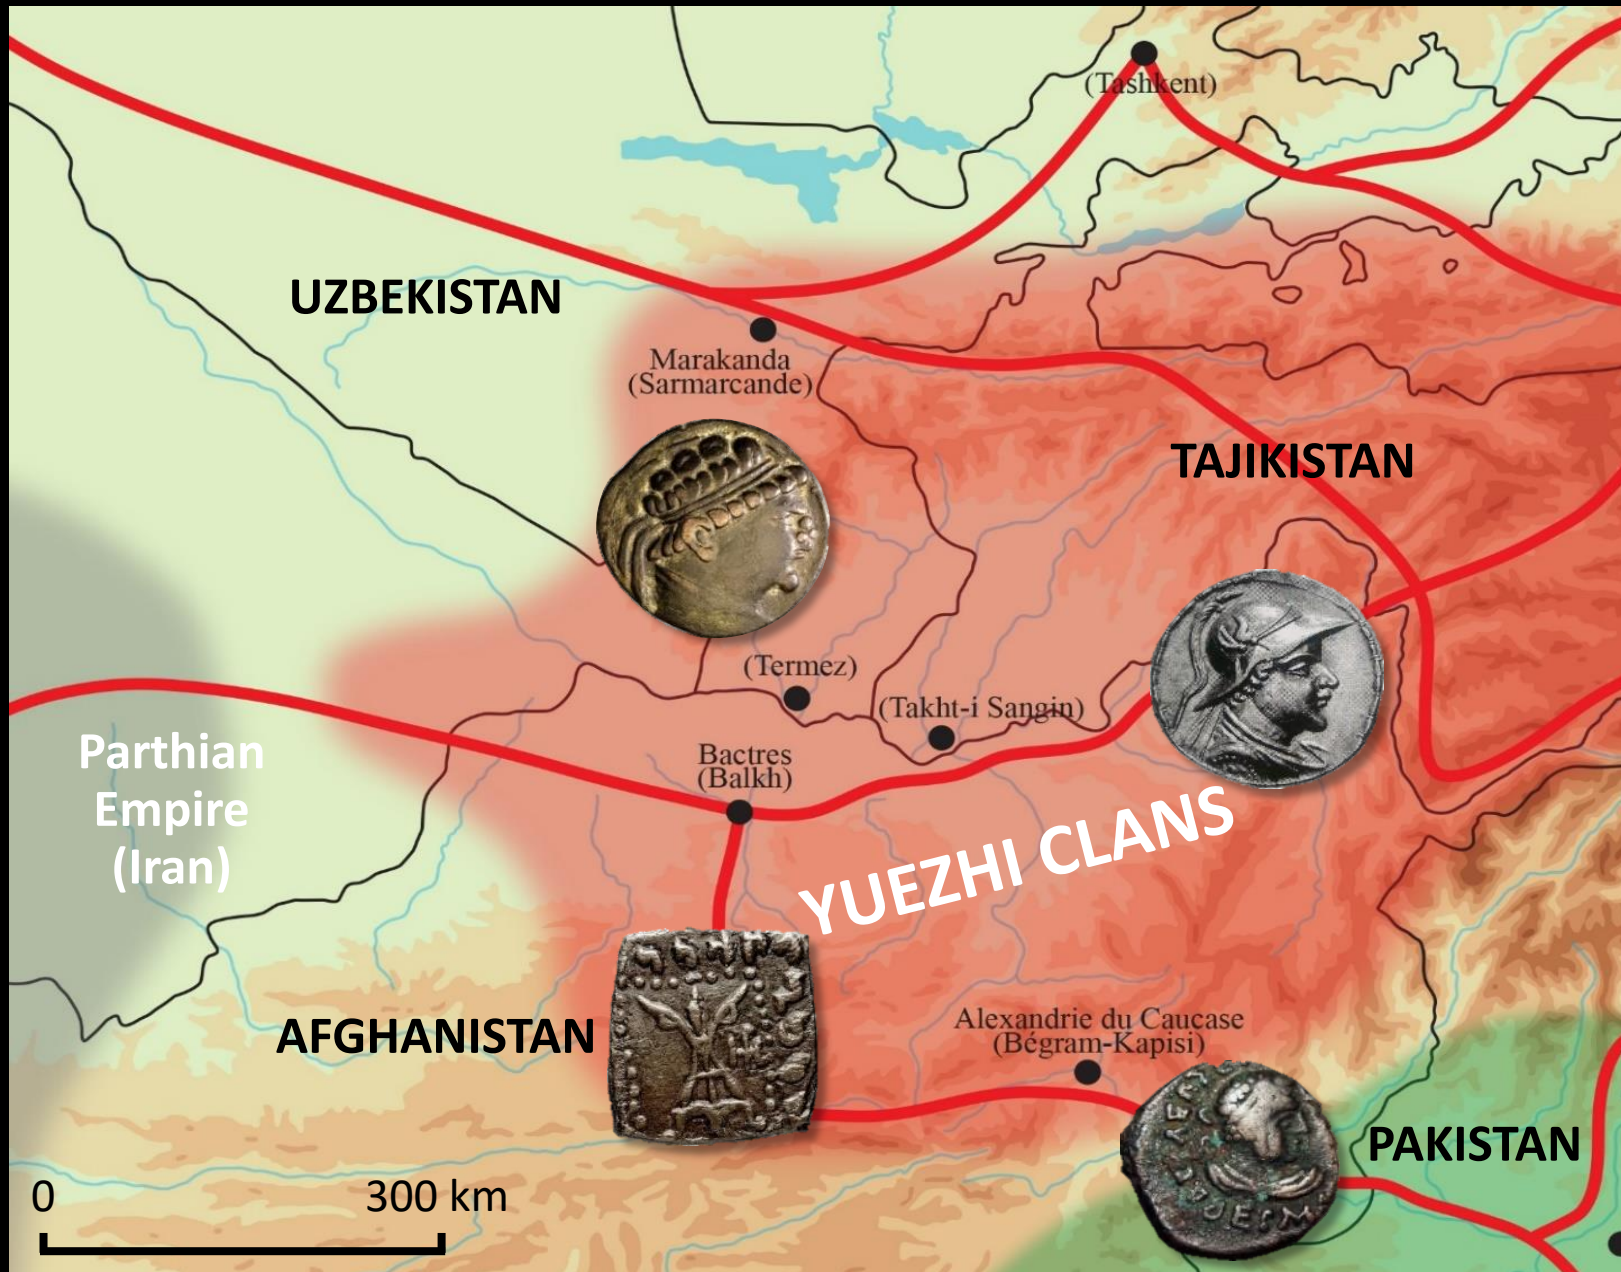 (Tashkent)
UZBEKISTAN
Marakanda
(Sarmarcande)
TAJIKISTAN
(Termez)
(Takht-i Sangin)
Parthian
Empire
(Iran)
Bactres
(Balkh)
YUEZHI CLANS
AFGHANISTAN
Alexandrie du Caucase
(Bégram-Kapisi)
PAKISTAN
0 300 km